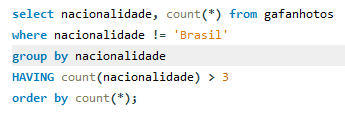 select nacionalidade, count(*) from gafanhotos
where nacionalidade != 'Brasil'
group by nacionalidade
HAVING count(nacionalidade) > 3
order by count(*);